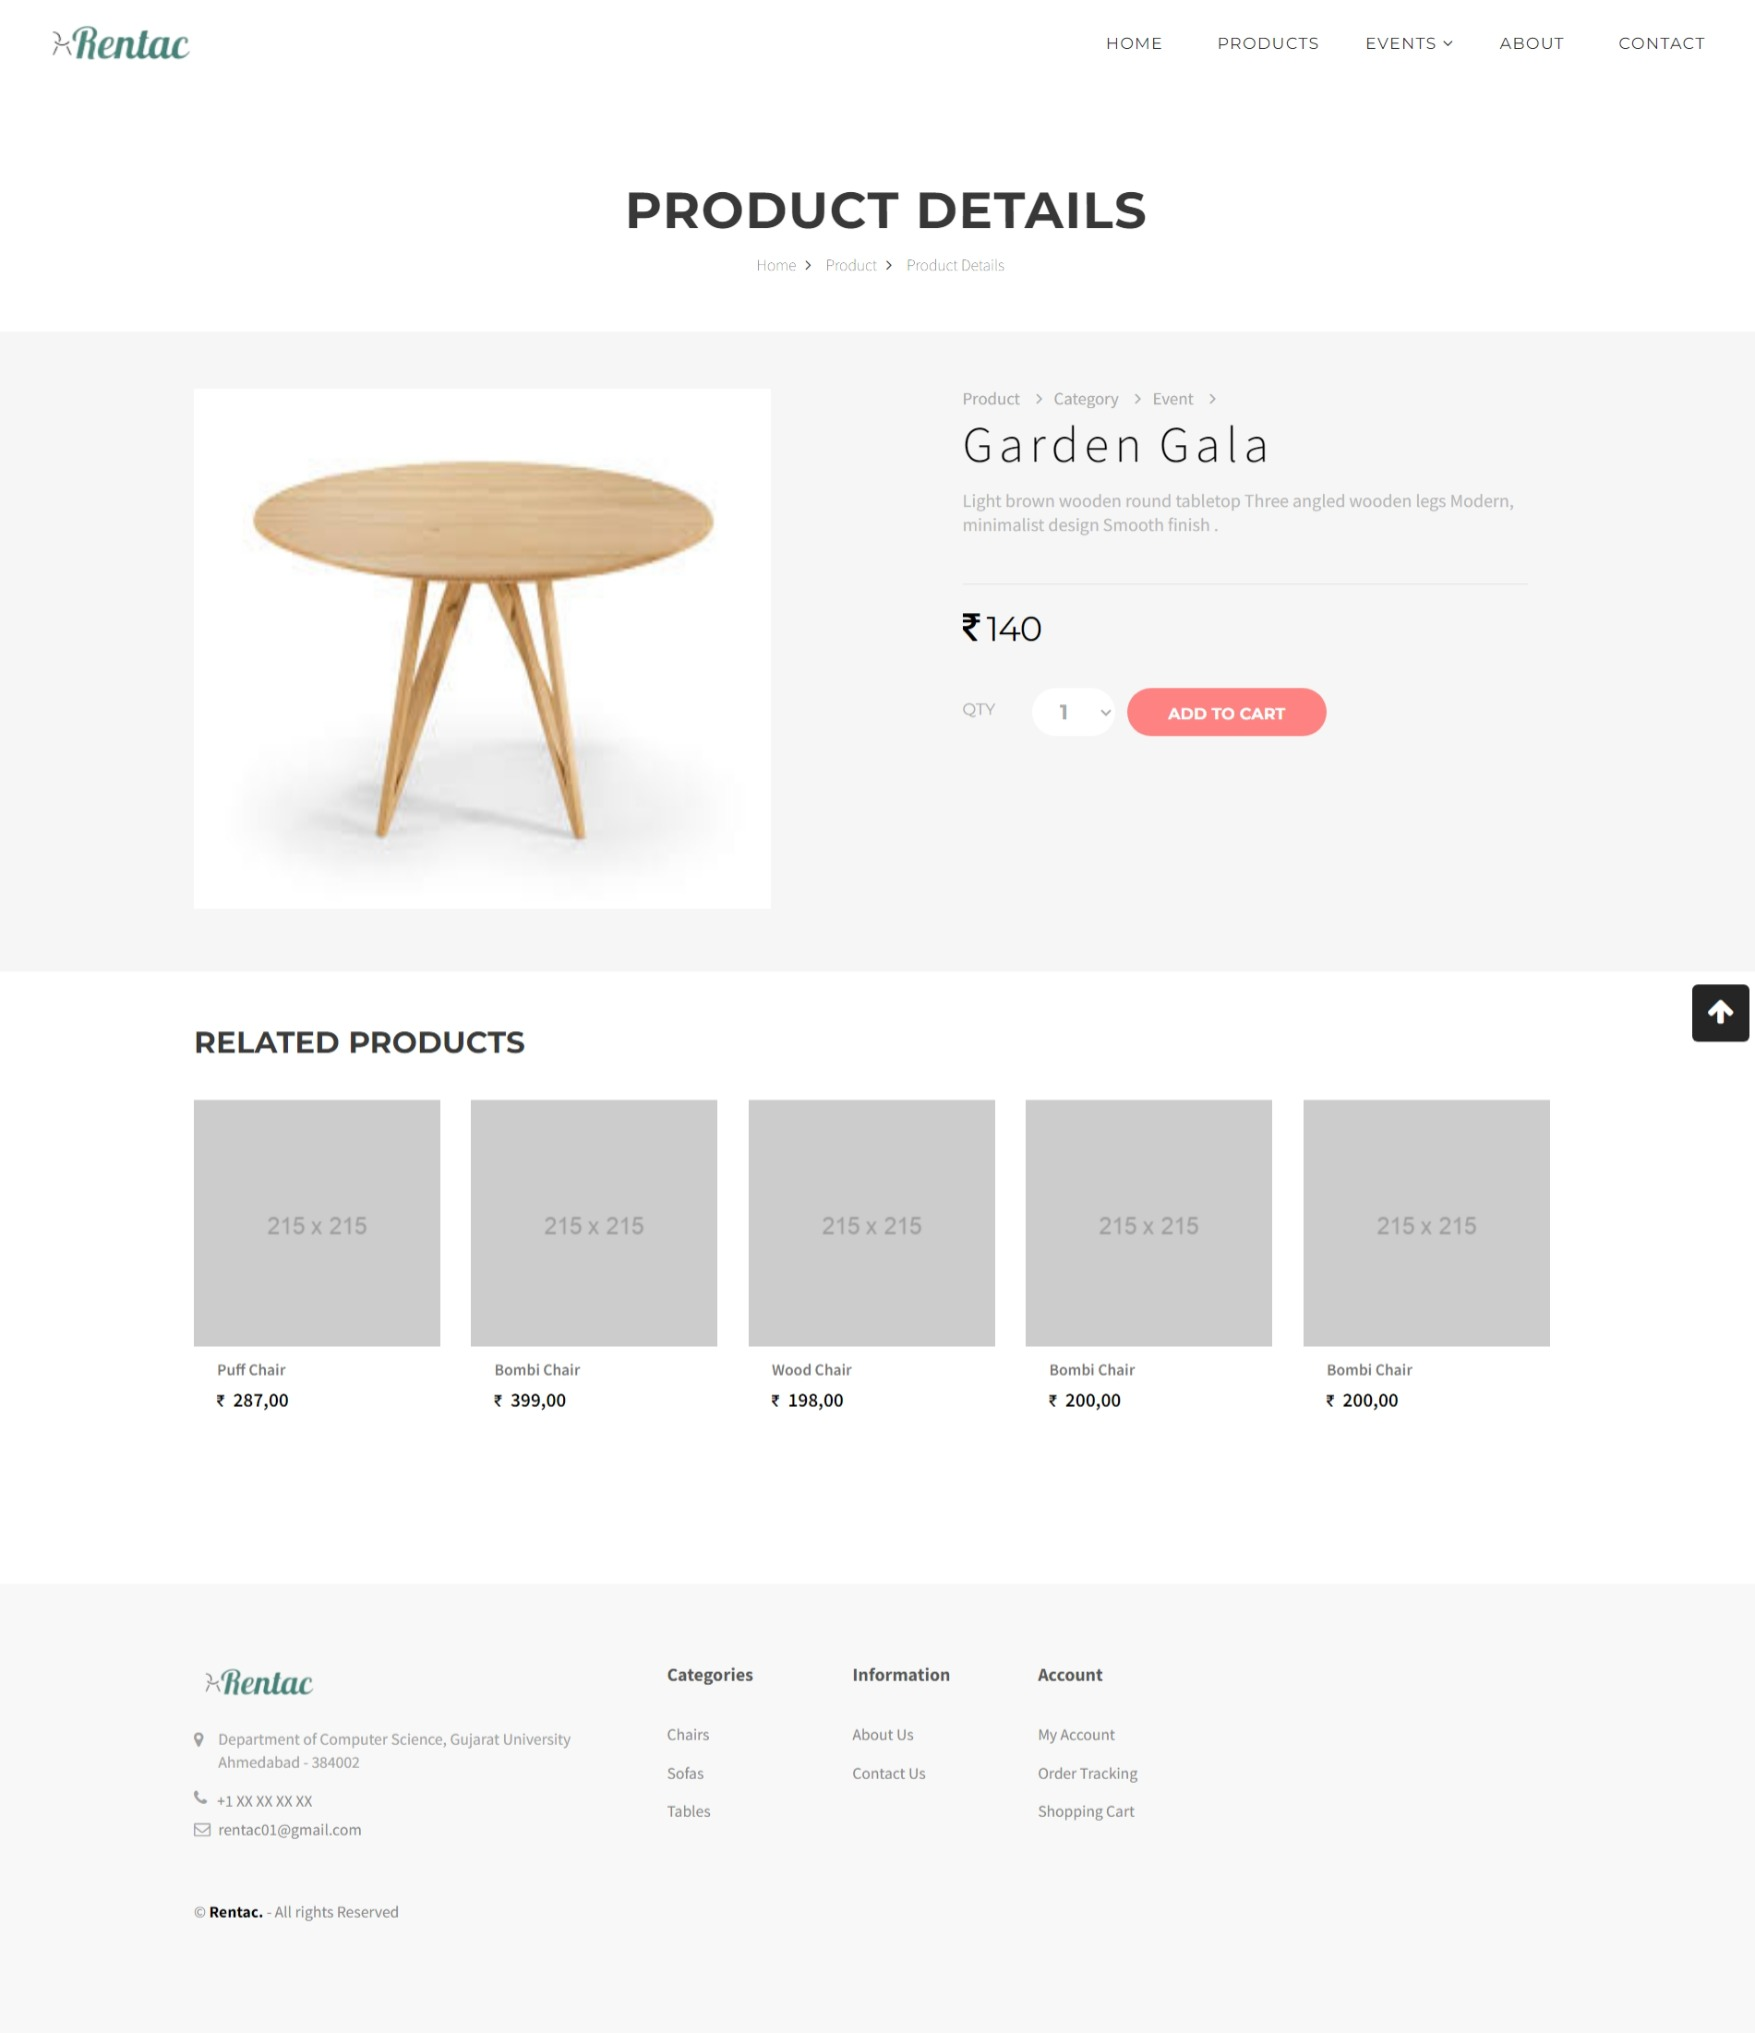 Rentac
HOME PRODUCTS EVENTS ABOUT CONTACT
PRODUCT DETAILS
Home Product Product Details
Product Category Event
Garden Gala
Light brown wooden round tabletop Three angled wooden legs Modern,
minimalist design Smooth finish .
₹140
QTY 1 ADD TO CART
RELATED PRODUCTS
215 x 215 215 x 215 215 x 215 215 x 215 215 x 215
Puff Chair Bombi Chair Wood Chair Bombi Chair Bombi Chair
₹ 287,00 ₹ 399,00 ₹ 198,00 ₹ 200,00 ₹ 200,00
Rentac
Department of Computer Science, Gujarat University
Ahmedabad - 384002
+1 XX XX XX XX
rentac01@gmail.com
Categories
Chairs
Sofas
Tables
Information
About Us
Contact Us
Account
My Account
Order Tracking
Shopping Cart
© Rentac. - All rights Reserved